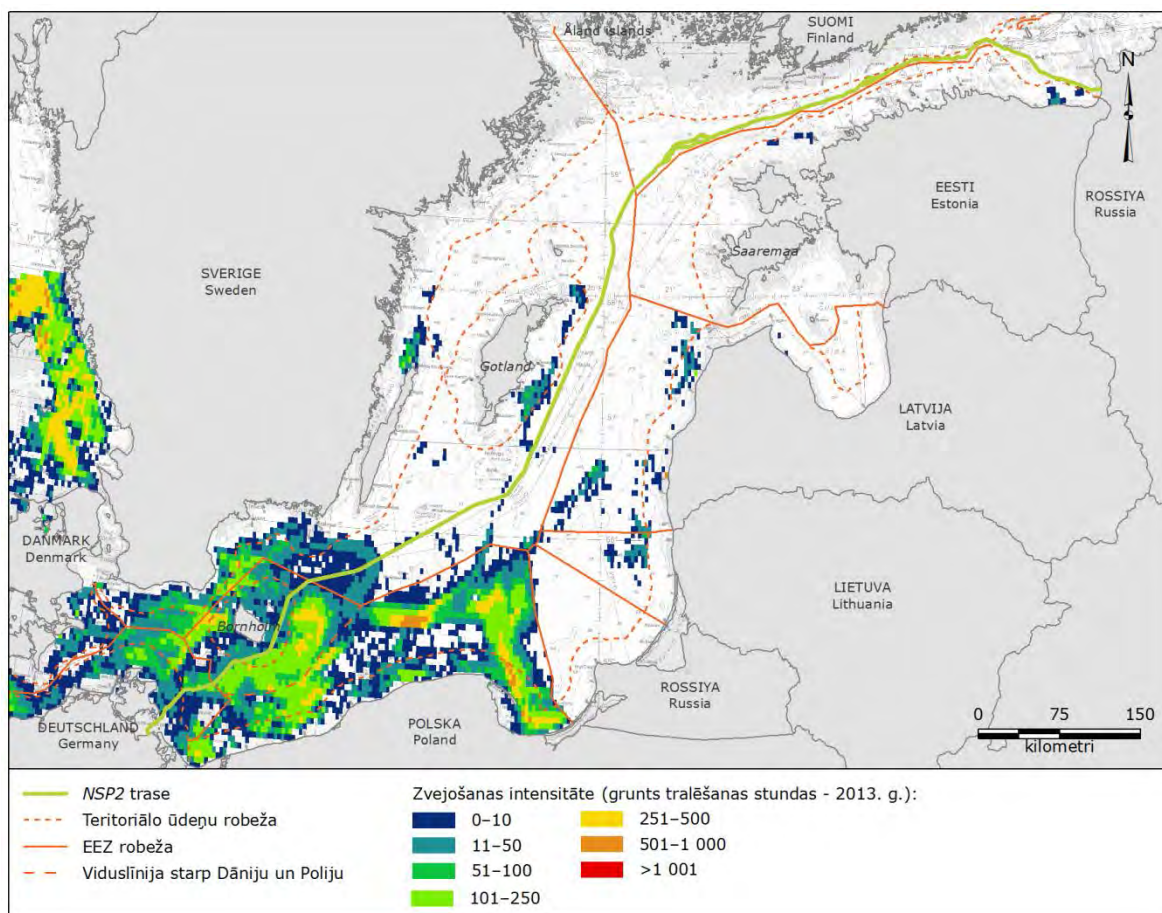 Åland islands
SUOMI
Finland
N
EESTI
Estonia
ROSSIYA
Russia
SVERIGE
Sweden
Saaremaa
Gotland
LATVIJA
Latvia
DANMARK
Denmark
LIETUVA
Lithuania
Bornholm
ROSSIYA
Russia
DEUTSCHLAND
Germany
POLSKA
Poland
0 75 150
kilometri
NSP2 trase
Teritoriālo ūdeņu robeža
EEZ robeža
Viduslīnija starp Dāniju un Poliju
Zvejošanas intensitāte (grunts tralēšanas stundas - 2013. g.):
0–10
11–50
51–100
101–250
251–500
501–1 000
>1 001